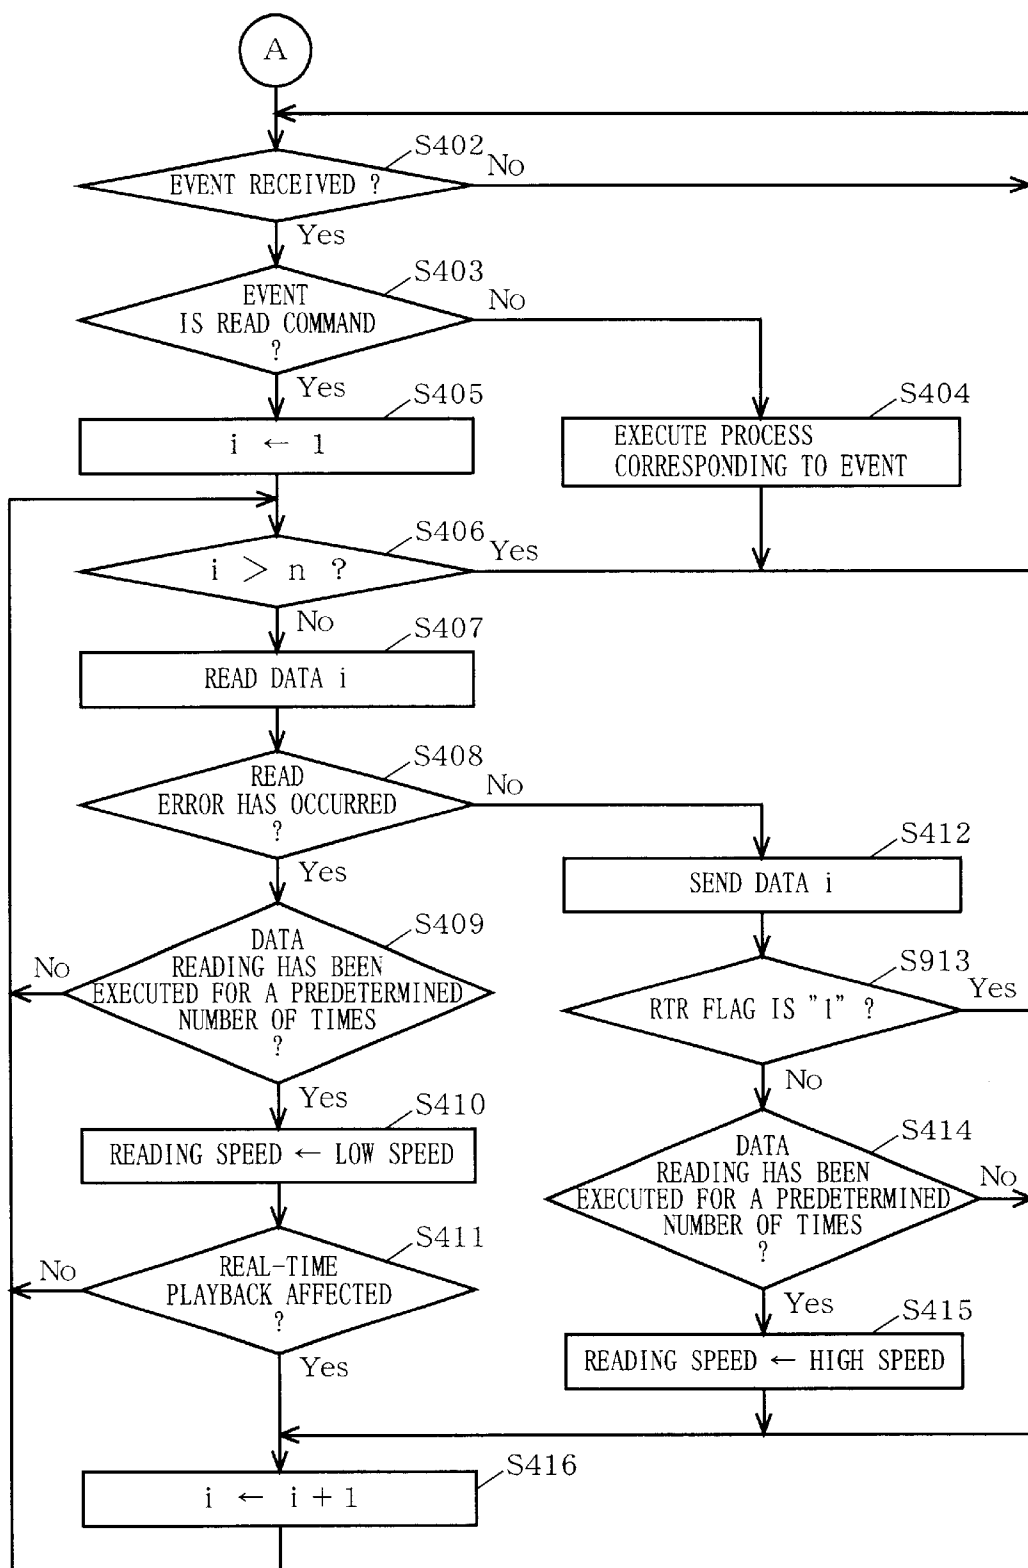 A
S402
EVENT RECEIVED ?
No
Yes
S403
EVENT
IS READ COMMAND
?
No
Yes
S405
i ← 1
S404
EXECUTE PROCESS
CORRESPONDING TO EVENT
S406
i > n ?
Yes
No
S407
READ DATA i
S408
READ
ERROR HAS OCCURRED
?
No
Yes
S412
SEND DATA i
S409
DATA
READING HAS BEEN
EXECUTED FOR A PREDETERMINED
NUMBER OF TIMES
?
No
Yes
S913
RTR FLAG IS "1" ?
Yes
No
S410
READING SPEED ← LOW SPEED
S414
DATA
READING HAS BEEN
EXECUTED FOR A PREDETERMINED
NUMBER OF TIMES
?
No
Yes
S411
REAL-TIME
PLAYBACK AFFECTED
?
No
Yes
S415
READING SPEED ← HIGH SPEED
S416
i ← i + 1